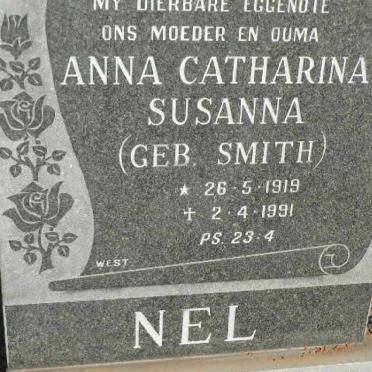 MY DIERBARE EGGENOTE
ONS MOEDER EN OUMA
ANNA CATHARINA
SUSANNA
(GEB. SMITH)
★ 26·5·1919
✝ 2·4·1991
PS. 23·4
WEST
NEL